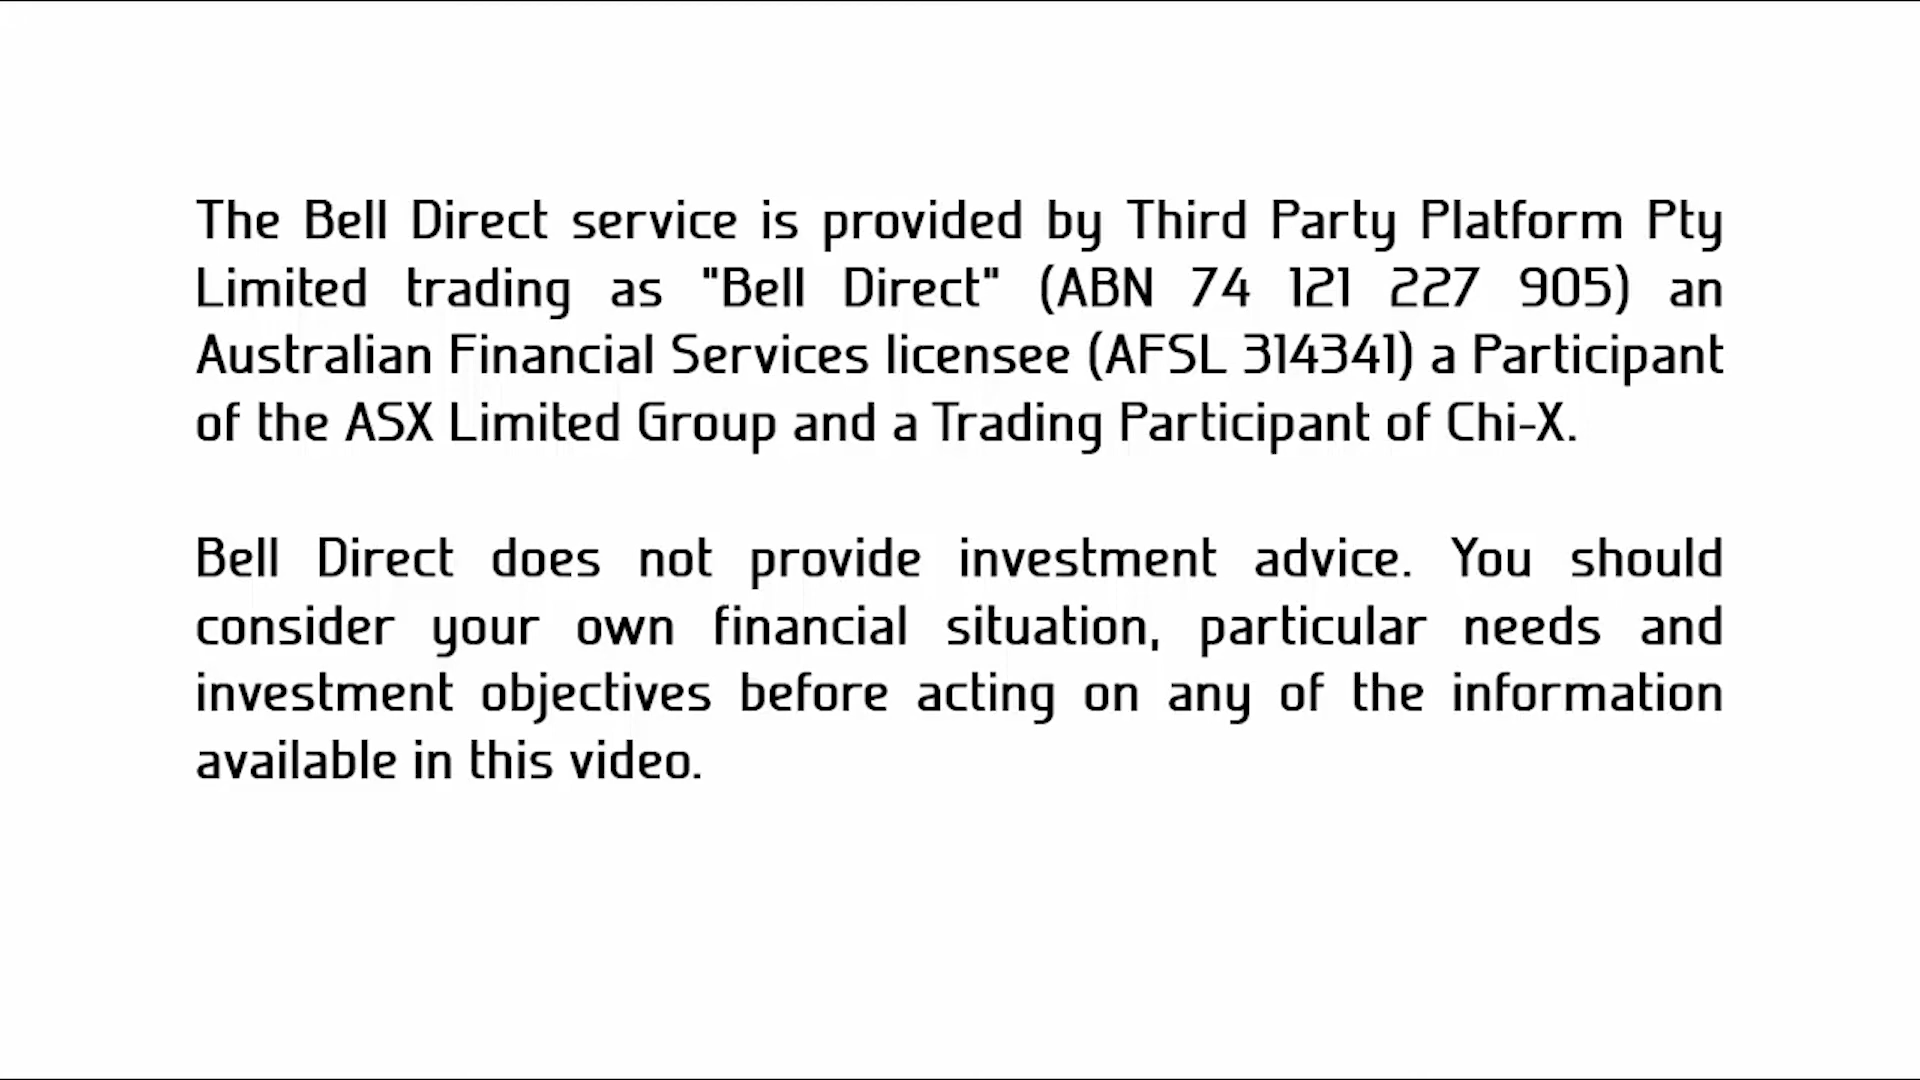 The Bell Direct service is provided by Third Party Platform Pty
Limited trading as "Bell Direct" (ABN 74 121 227 905) an
Australian Financial Services licensee (AFSL 314341) a Participant
of the ASX Limited Group and a Trading Participant of Chi-X.
Bell Direct does not provide investment advice. You should
consider your own financial situation, particular needs and
investment objectives before acting on any of the information
available in this video.